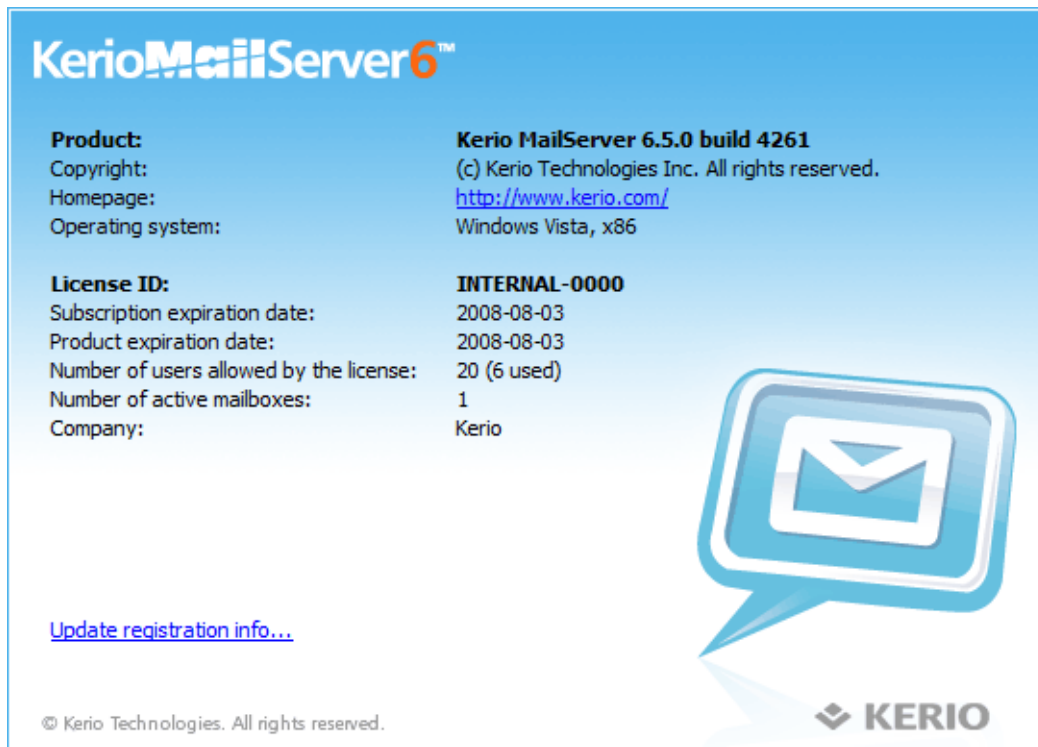 KerioMailServer6™
Product: Kerio MailServer 6.5.0 build 4261
Copyright: (c) Kerio Technologies Inc. All rights reserved.
Homepage: http://www.kerio.com/
Operating system: Windows Vista, x86
License ID: INTERNAL-0000
Subscription expiration date: 2008-08-03
Product expiration date: 2008-08-03
Number of users allowed by the license: 20 (6 used)
Number of active mailboxes: 1
Company: Kerio
Update registration info...
© Kerio Technologies. All rights reserved.
KERIO